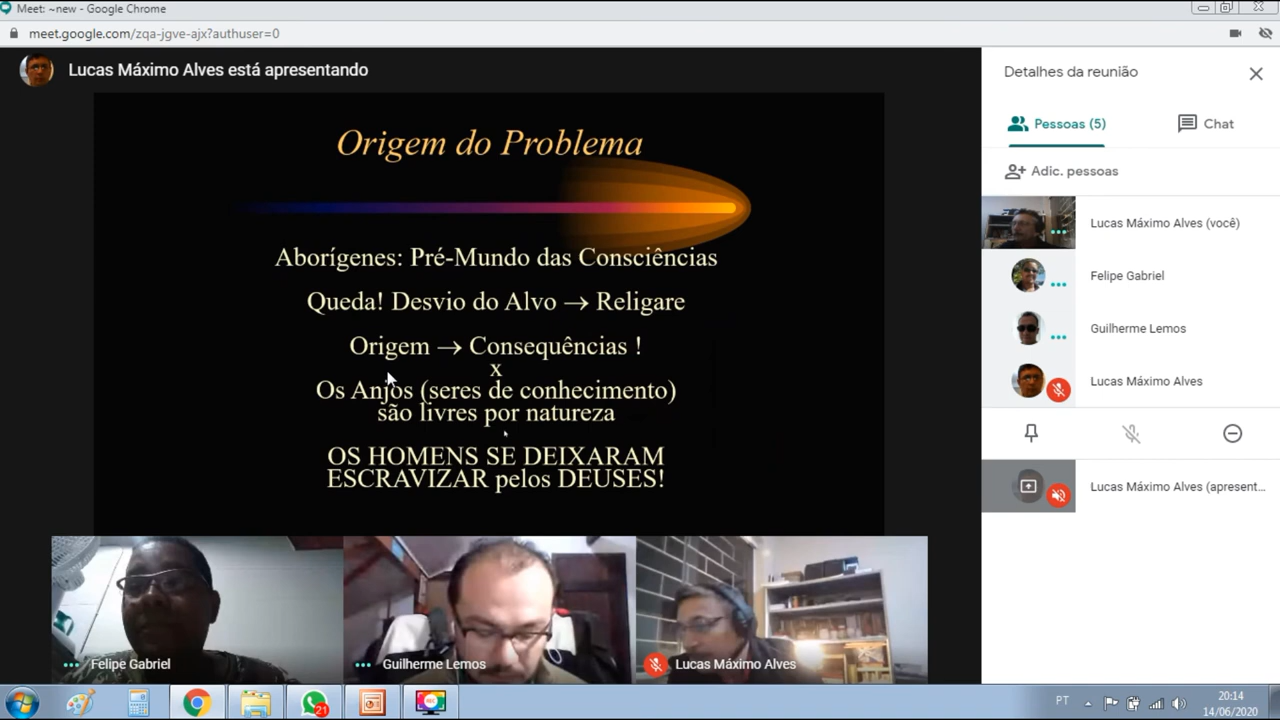 Meet: ~new - Google Chrome
meet.google.com/zqa-jgve-ajx?authuser=0
Lucas Máximo Alves está apresentando
Origem do Problema
Aborígenes: Pré-Mundo das Consciências
Queda! Desvio do Alvo → Religare
Origem → Consequências !
x
Os Anjos (seres de conhecimento)
são livres por natureza
OS HOMENS SE DEIXARAM
ESCRAVIZAR pelos DEUSES!
Felipe Gabriel
Guilherme Lemos
Lucas Máximo Alves
Detalhes da reunião
Pessoas (5)
Chat
Adic. pessoas
Lucas Máximo Alves (você)
Felipe Gabriel
Guilherme Lemos
Lucas Máximo Alves
Lucas Máximo Alves (apresent...
21
REC
PT
20:14
14/06/2020